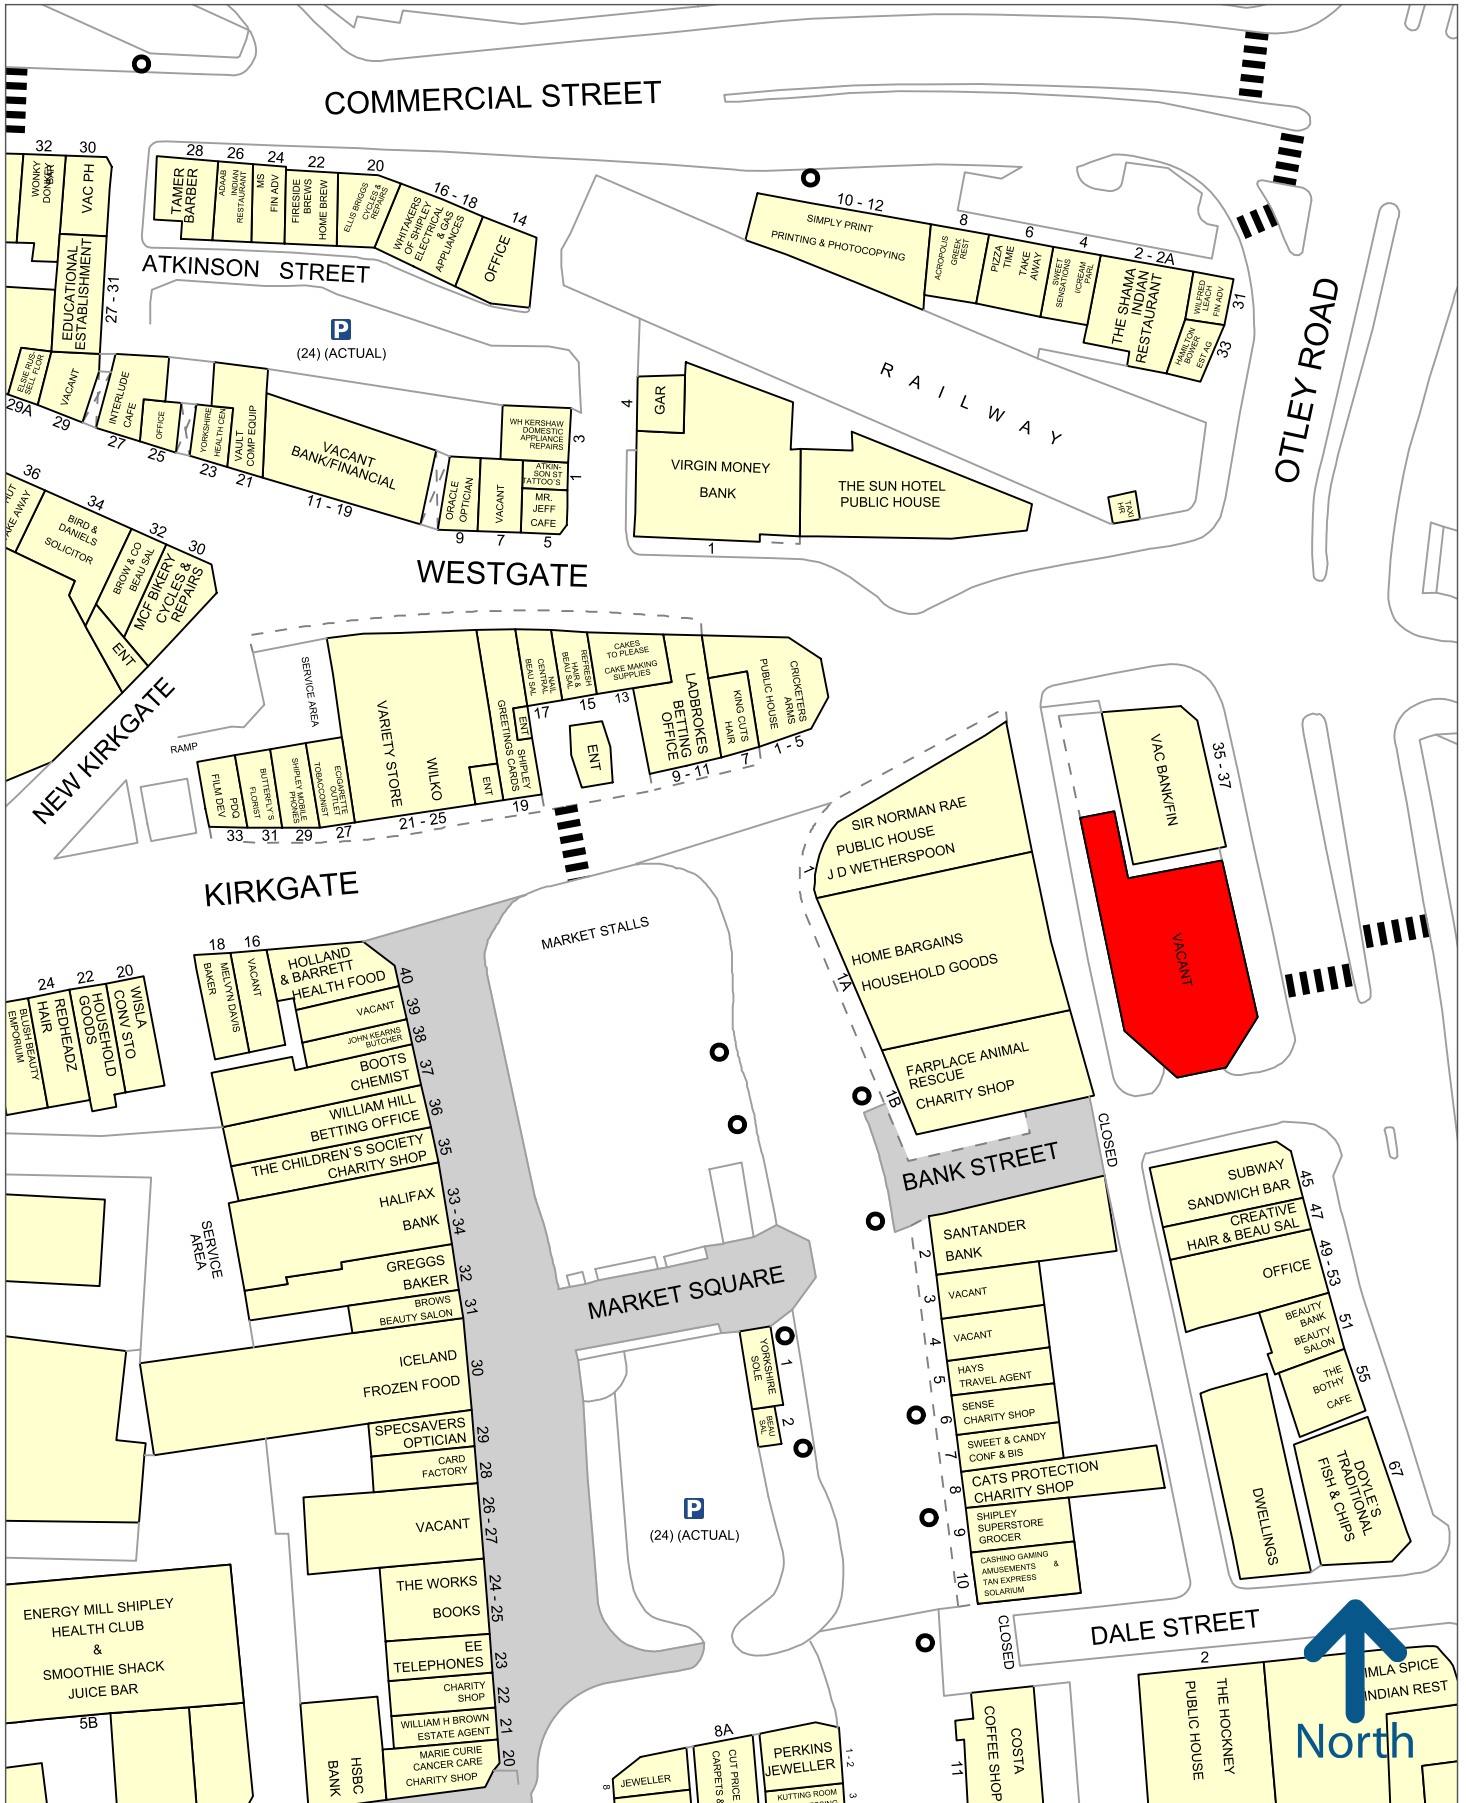 COMMERCIAL STREET
32
30
WONKY
DONKEY
BAR
VAC PH
28
26
24
22
20
16 - 18
14
TAMER
BARBER
ADAAB
INDIAN
RESTAURANT
MS
FIN ADV
FIRESIDE
BREWS
HOME BREW
ELLIS BRIGGS
CYCLES &
REPAIRS
WHITAKERS
OF SHIPLEY
ELECTRICAL
& GAS
APPLIANCES
OFFICE
10 - 12
8
6
4
2 - 2A
SIMPLY PRINT
PRINTING & PHOTOCOPYING
ACROPOLIS
GREEK
REST
PIZZA
TIME
TAKE
AWAY
SWEET
SENSATIONS
I/CREAM
PARL
THE SHAMA
INDIAN
RESTAURANT
WILFRED
LEACH
FIN ADV
31
HAMILTON
BOWER
EST AG
33
OTLEY ROAD
ATKINSON STREET
EDUCATIONAL
ESTABLISHMENT
27 - 31
P
(24) (ACTUAL)
RAILWAY
ELSIE RUS-
SELL FLOR
29A
VACANT
29
INTERLUDE
CAFE
27
OFFICE
25
YORKSHIRE
HEALTH CEN
23
VAULT
COMP EQUIP
21
VACANT
BANK/FINANCIAL
11 - 19
WH KERSHAW
DOMESTIC
APPLIANCE
REPAIRS
3
ATKIN-
SON ST
TATTOO`S
1
ORACLE
OPTICIAN
9
VACANT
7
MR.
JEFF
CAFE
5
4
GAR
VIRGIN MONEY
BANK
1
THE SUN HOTEL
PUBLIC HOUSE
TAXI
HR
36
34
32
30
BIRD &
DANIELS
SOLICITOR
BROW & CO
BEAU SAL
MCF BIKERY
CYCLES &
REPAIRS
ENT
WESTGATE
NEW KIRKGATE
SERVICE AREA
RAMP
VARIETY STORE
WILKO
21 - 25
GREETINGS CARDS
SHIPLEY
19
ENT
ENT
NAIL
CENTRAL
BEAU SAL
17
REFRESH
HAIR &
BEAU SAL
15
CAKES
TO PLEASE
CAKE MAKING
SUPPLIES
13
ENT
LADBROKES
BETTING
OFFICE
9 - 11
KING CUTS
HAIR
7
CRICKETERS
ARMS
PUBLIC HOUSE
1 - 5
PDQ
FILM DEV
33
BUTTERFLY`S
FLORIST
31
SHIPLEY MOBILE
PHONES
29
ECIGARETTE
OUTLET
TOBACCONIST
27
KIRKGATE
SIR NORMAN RAE
PUBLIC HOUSE
J D WETHERSPOON
1
VAC BANK/FIN
35 - 37
VACANT
HOME BARGAINS
HOUSEHOLD GOODS
1A
FARPLACE ANIMAL
RESCUE
CHARITY SHOP
1B
MARKET STALLS
24
22
20
BLUSH BEAUTY
EMPORIUM
REDHEADZ
HAIR
HOUSEHOLD
GOODS
WISLA
CONV STO
18
16
MELVYN DAVIS
BAKER
VACANT
HOLLAND
& BARRETT
HEALTH FOOD
40
VACANT
39
JOHN KEARNS
BUTCHER
38
BOOTS
CHEMIST
37
WILLIAM HILL
BETTING OFFICE
36
THE CHILDREN`S SOCIETY
CHARITY SHOP
35
HALIFAX
BANK
33 - 34
GREGGS
BAKER
32
BROWS
BEAUTY SALON
31
ICELAND
FROZEN FOOD
30
SPECSAVERS
OPTICIAN
29
CARD
FACTORY
28
VACANT
26 - 27
THE WORKS
BOOKS
24 - 25
EE
TELEPHONES
23
CHARITY
SHOP
22
WILLIAM H BROWN
ESTATE AGENT
21
MARIE CURIE
CANCER CARE
CHARITY SHOP
20
HSBC
BANK
SERVICE
AREA
ENERGY MILL SHIPLEY
HEALTH CLUB
&
SMOOTHIE SHACK
JUICE BAR
5B
MARKET SQUARE
YORKSHIRE
SOLE
1
BEAU
SAL
2
P
(24) (ACTUAL)
BANK STREET
CLOSED
SANTANDER
BANK
2
VACANT
3
VACANT
4
HAYS
TRAVEL AGENT
5
SENSE
CHARITY SHOP
6
SWEET & CANDY
CONF & BIS
7
CATS PROTECTION
CHARITY SHOP
8
SHIPLEY
SUPERSTORE
GROCER
9
CASHINO GAMING
AMUSEMENTS &
TAN EXPRESS
SOLARIUM
10
SUBWAY
SANDWICH BAR
45
CREATIVE
HAIR & BEAU SAL
47
OFFICE
49 - 53
BEAUTY
BANK
BEAUTY
SALON
51
THE
BOTHY
CAFE
55
DOYLE'S
TRADITIONAL
FISH & CHIPS
67
DWELLINGS
CLOSED
DALE STREET
2
THE HOCKNEY
PUBLIC HOUSE
IMLA SPICE
INDIAN REST
North
COSTA
COFFEE SHOP
11
8A
8
JEWELLER
CUT PRICE
CARPETS &
PERKINS
JEWELLER
1 - 2
KUTTING ROOM
3